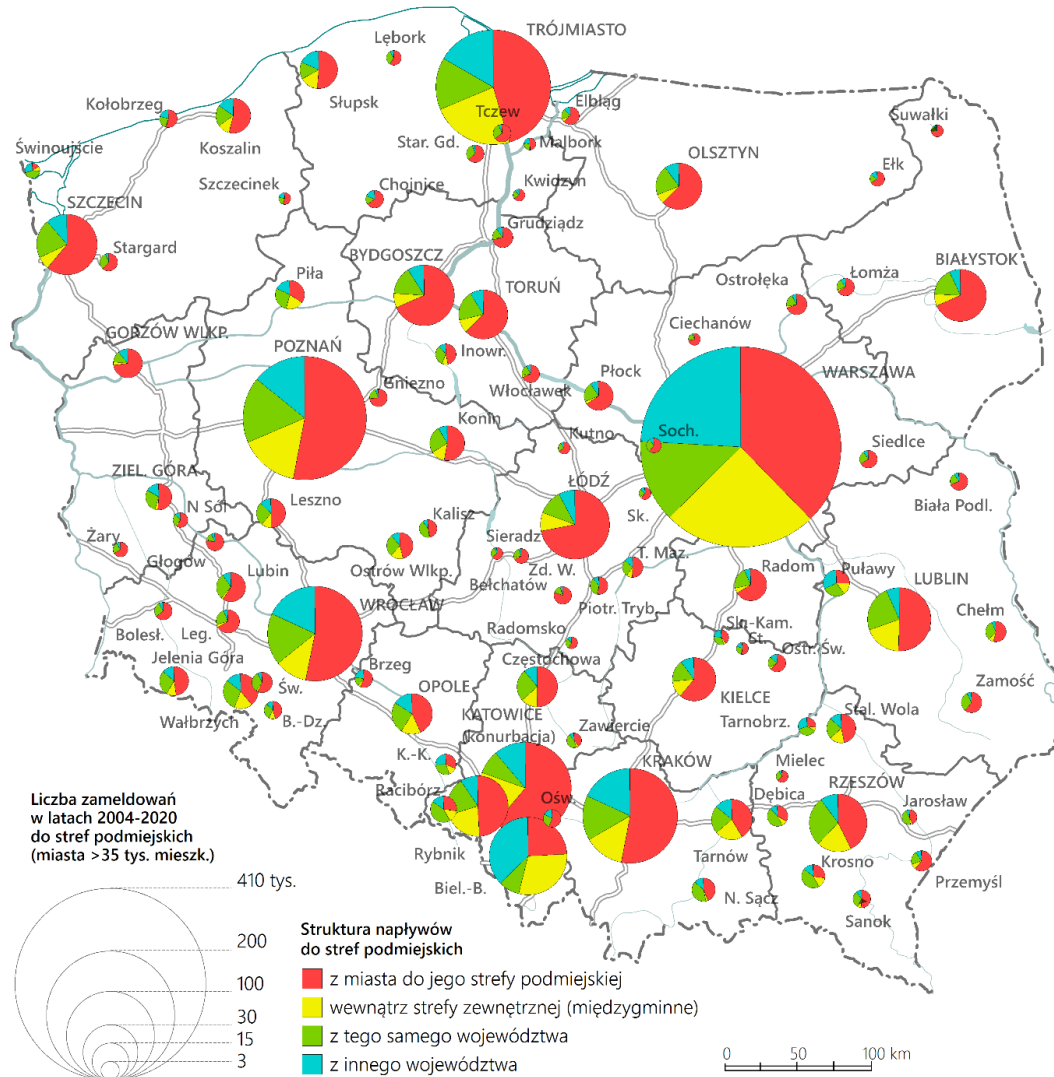 TRÓJMIASTO
Lębork
Słupsk
Tczew
Elbląg
Kołobrzeg
Koszalin
Suwałki
Star. Gd.
Malbork
Świnoujście
OLSZTYN
Ełk
Szczecinek
Chojnice
Kwidzyn
SZCZECIN
Grudziądz
Stargard
BYDGOSZCZ
BIAŁYSTOK
Piła
Ostrołęka
Łomża
TORUŃ
GORZÓW WLKP.
Ciechanów
POZNAŃ
Inowr.
Płock
WARSZAWA
Gniezno
Włocławek
Konin
Kutno
Soch.
Siedlce
ZIEL. GÓRA
ŁÓDŹ
Leszno
Biała Podl.
N Sól
Sk.
Kalisz
Żary
Sieradz
T. Maz.
Głogów
Ostrów Wlkp.
Zd. W.
Radom
Puławy
Lubin
Bełchatów
LUBLIN
WROCŁAW
Piotr. Tryb.
Chełm
Bolesł.
Leg.
Radomsko
Sk.-Kam.
St.
Ostr. Św.
Jelenia Góra
Brzeg
Częstochowa
Św.
OPOLE
KIELCE
Zamość
Wałbrzych
B.-Dz.
KATOWICE
(konurbacja)
Zawiercie
Tarnobrz.
Stal. Wola
K.-K.
KRAKÓW
Mielec
Racibórz
RZESZÓW
Ośw.
Dębica
Jarosław
Rybnik
Tarnów
Krosno
Przemyśl
Biel.-B.
N. Sącz
Sanok
Liczba zameldowań
w latach 2004-2020
do stref podmiejskich
(miasta >35 tys. mieszk.)
410 tys.
200
100
30
15
3
Struktura napływów
do stref podmiejskich
z miasta do jego strefy podmiejskiej
wewnątrz strefy zewnętrznej (międzygminne)
z tego samego województwa
z innego województwa
0 50 100 km